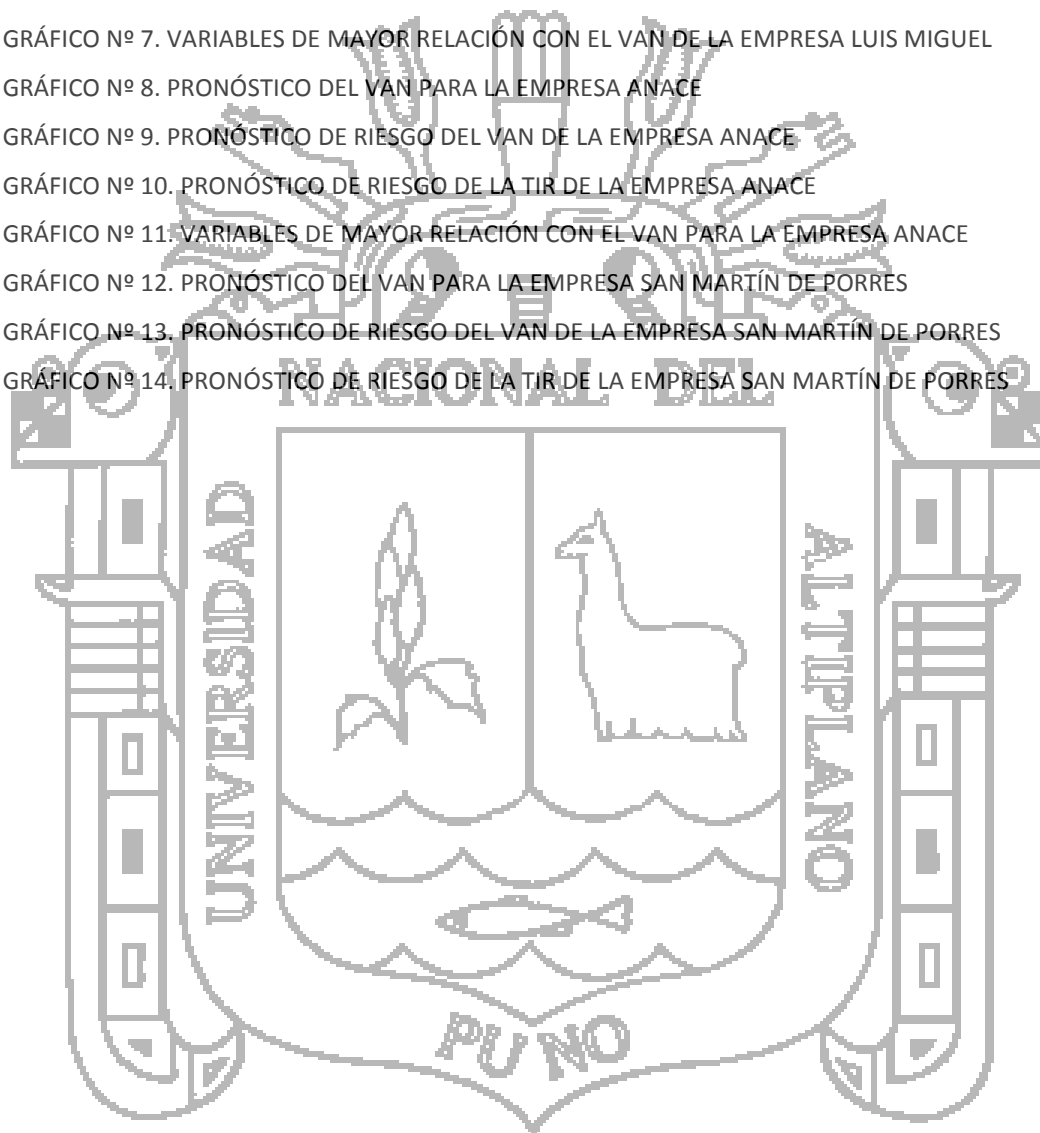 GRÁFICO Nº 7. VARIABLES DE MAYOR RELACIÓN CON EL VAN DE LA EMPRESA LUIS MIGUEL
GRÁFICO Nº 8. PRONÓSTICO DEL VAN PARA LA EMPRESA ANACE
GRÁFICO Nº 9. PRONÓSTICO DE RIESGO DEL VAN DE LA EMPRESA ANACE
GRÁFICO Nº 10. PRONÓSTICO DE RIESGO DE LA TIR DE LA EMPRESA ANACE
GRÁFICO Nº 11. VARIABLES DE MAYOR RELACIÓN CON EL VAN PARA LA EMPRESA ANACE
GRÁFICO Nº 12. PRONÓSTICO DEL VAN PARA LA EMPRESA SAN MARTÍN DE PORRES
GRÁFICO Nº 13. PRONÓSTICO DE RIESGO DEL VAN DE LA EMPRESA SAN MARTÍN DE PORRES
GRÁFICO Nº 14. PRONÓSTICO DE RIESGO DE LA TIR DE LA EMPRESA SAN MARTÍN DE PORRES
NACIONAL DEL
UNIVERSIDAD
ALTIPLANO
PUNO